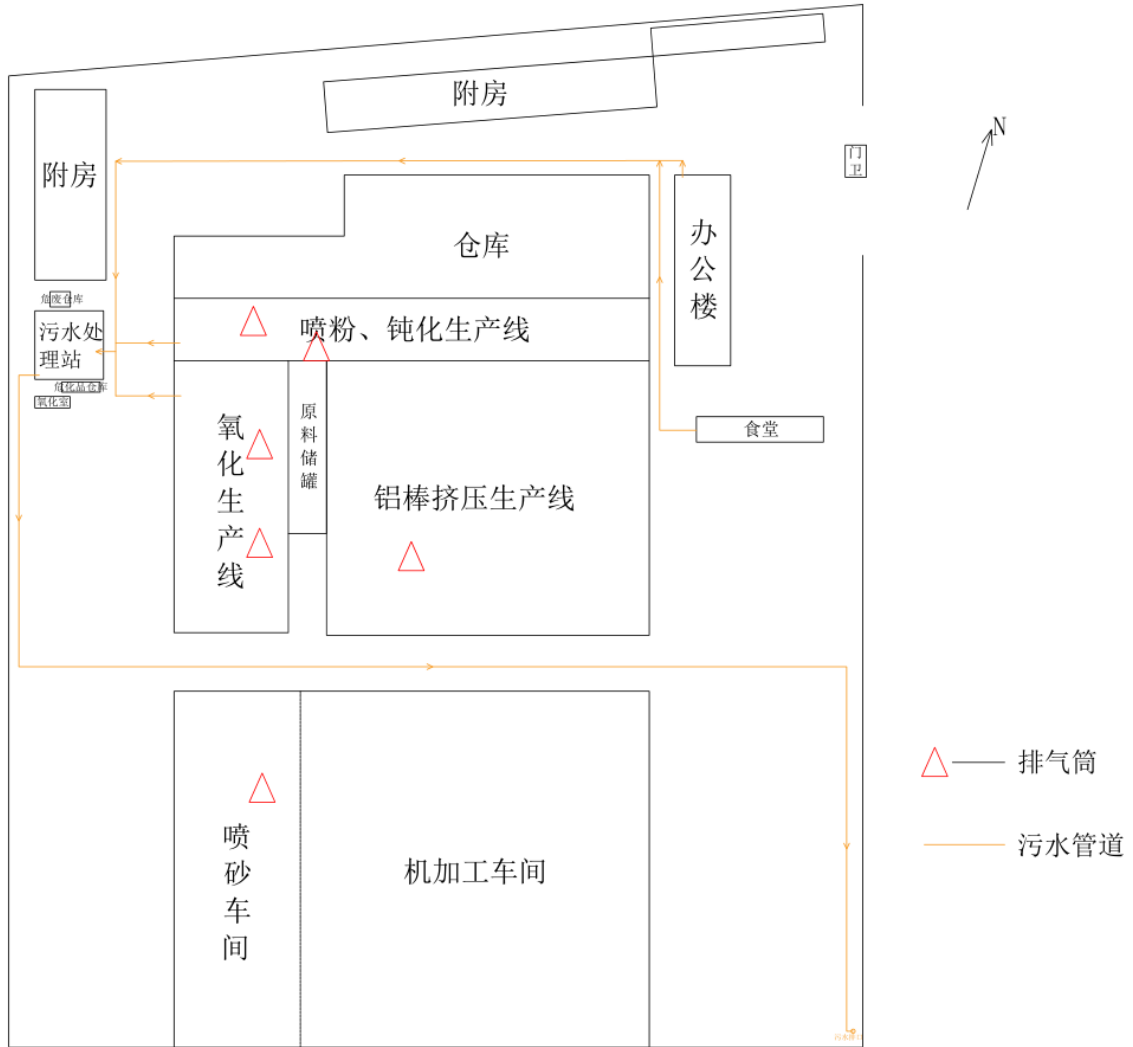 附房
N
门
卫
附房
办
公
楼
仓库
危废仓库
喷粉、钝化生产线
污水处
理站
危化品仓库
氧化室
原
料
储
罐
氧
化
生
产
线
食堂
铝棒挤压生产线
排气筒
污水管道
喷
砂
车
间
机加工车间